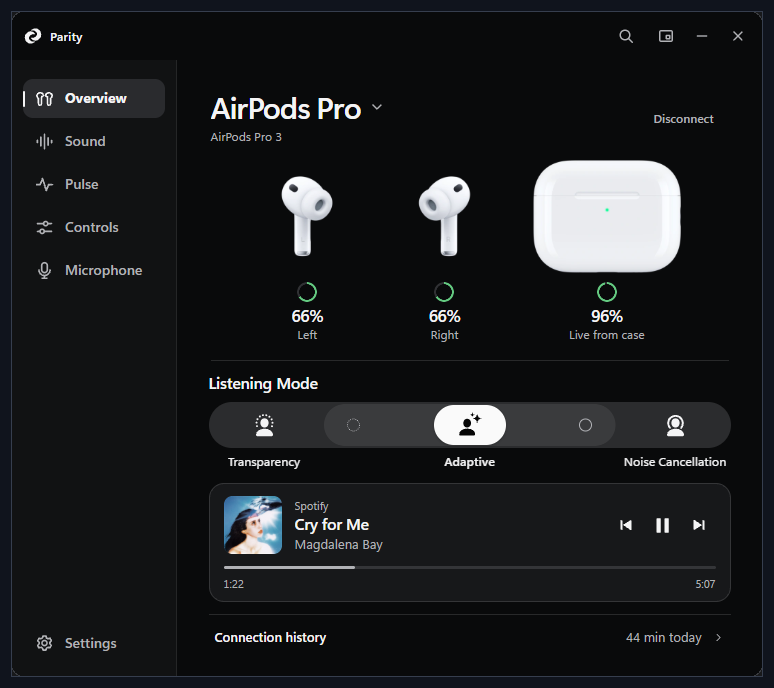 Parity
Overview
Sound
Pulse
Controls
Microphone
Settings
AirPods Pro
AirPods Pro 3
Disconnect
66%
Left
66%
Right
96%
Live from case
Listening Mode
Transparency
Adaptive
Noise Cancellation
Spotify
Cry for Me
Magdalena Bay
1:22
5:07
Connection history
44 min today